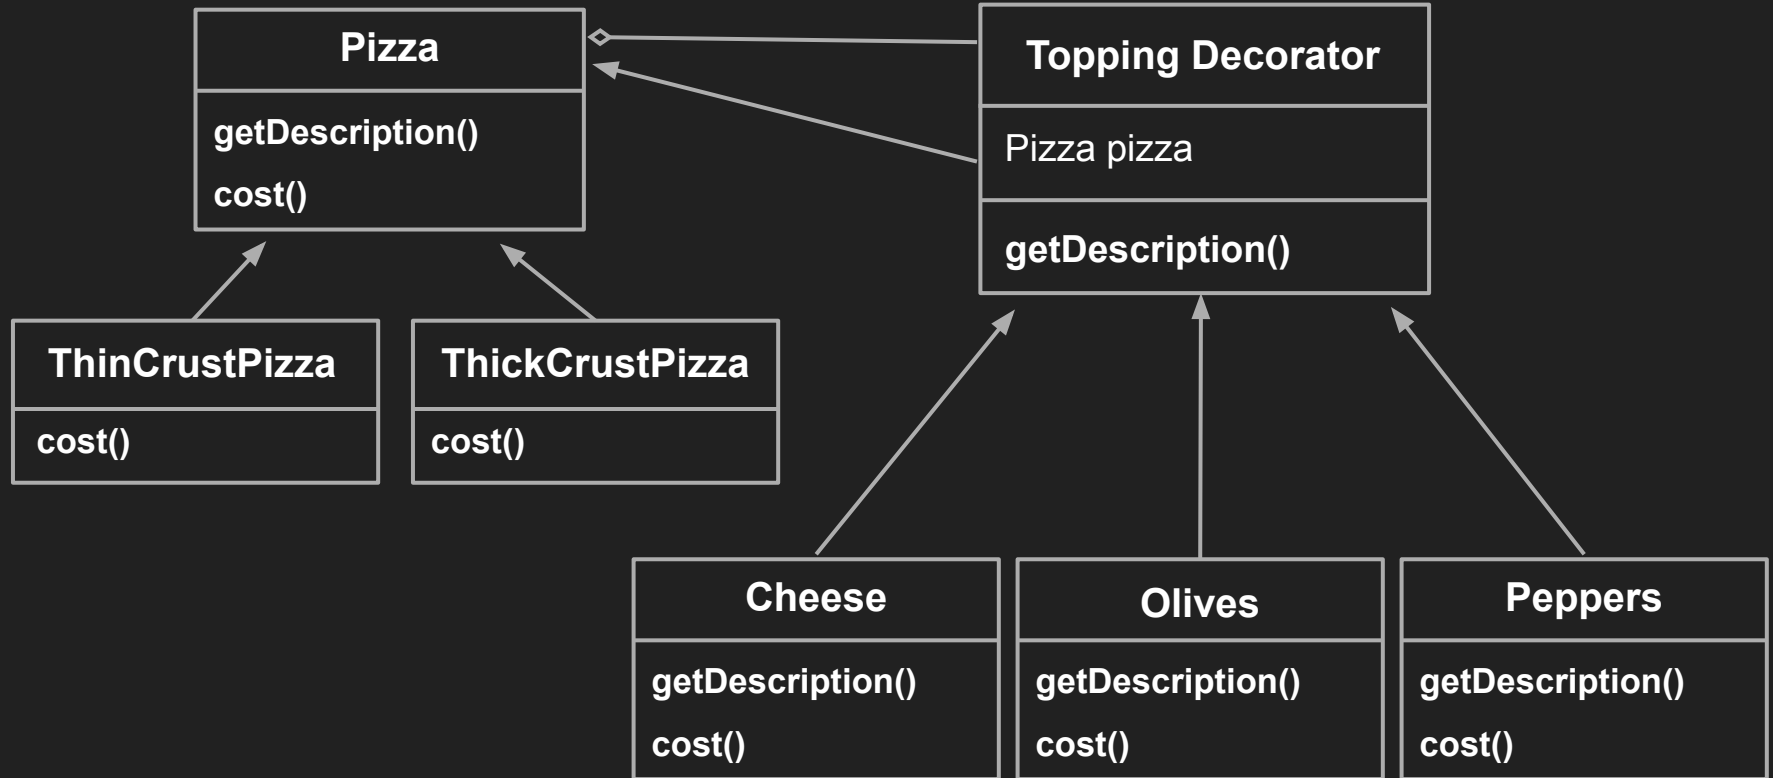 Pizza
getDescription()
cost()
Topping Decorator
Pizza pizza
getDescription()
ThinCrustPizza
cost()
ThickCrustPizza
cost()
Cheese
getDescription()
cost()
Olives
getDescription()
cost()
Peppers
getDescription()
cost()